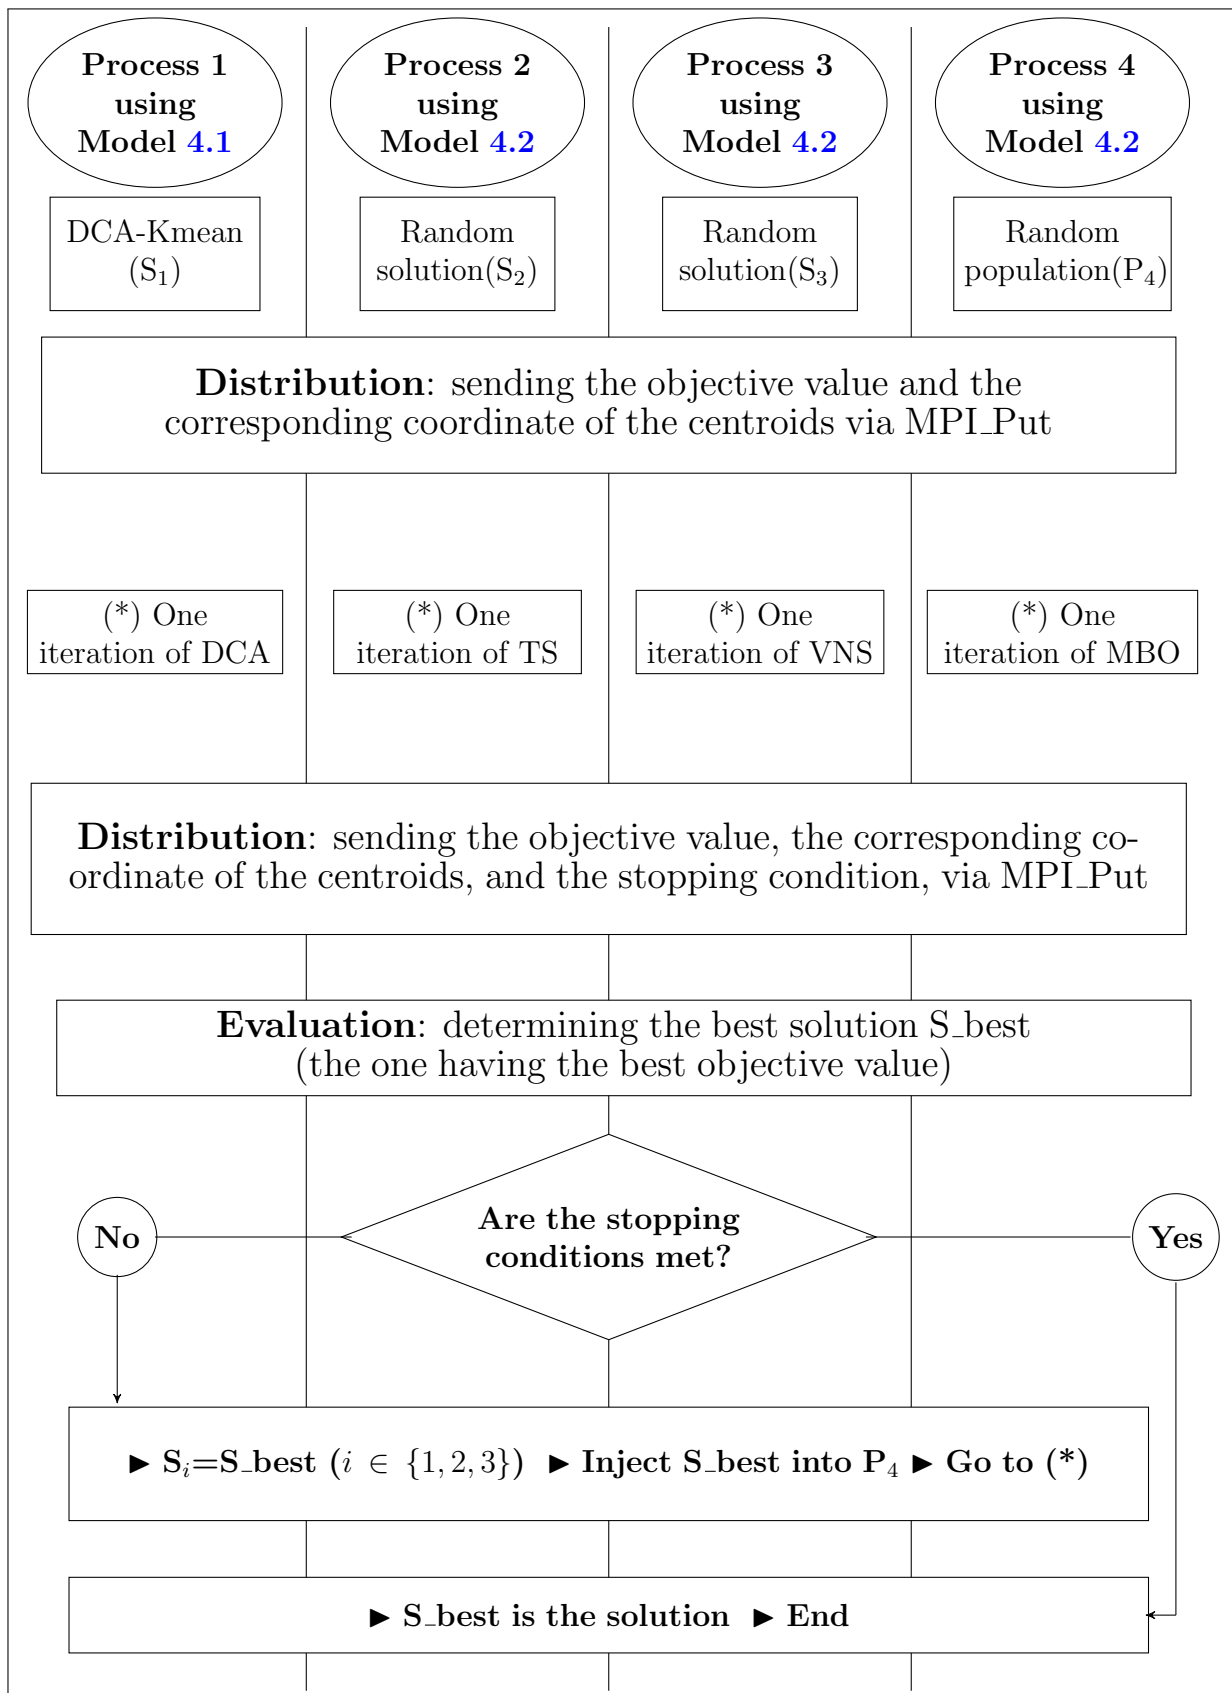 Process 1
using
Model 4.1
Process 2
using
Model 4.2
Process 3
using
Model 4.2
Process 4
using
Model 4.2
DCA-Kmean
(S₁)
Random
solution(S₂)
Random
solution(S₃)
Random
population(P₄)
Distribution: sending the objective value and the
corresponding coordinate of the centroids via MPI_Put
(*) One
iteration of DCA
(*) One
iteration of TS
(*) One
iteration of VNS
(*) One
iteration of MBO
Distribution: sending the objective value, the corresponding co-
ordinate of the centroids, and the stopping condition, via MPI_Put
Evaluation: determining the best solution S_best
(the one having the best objective value)
Are the stopping
conditions met?
No
Yes
▶ Sᵢ=S_best (i ∈ {1, 2, 3}) ▶ Inject S_best into P₄ ▶ Go to (*)
▶ S_best is the solution ▶ End